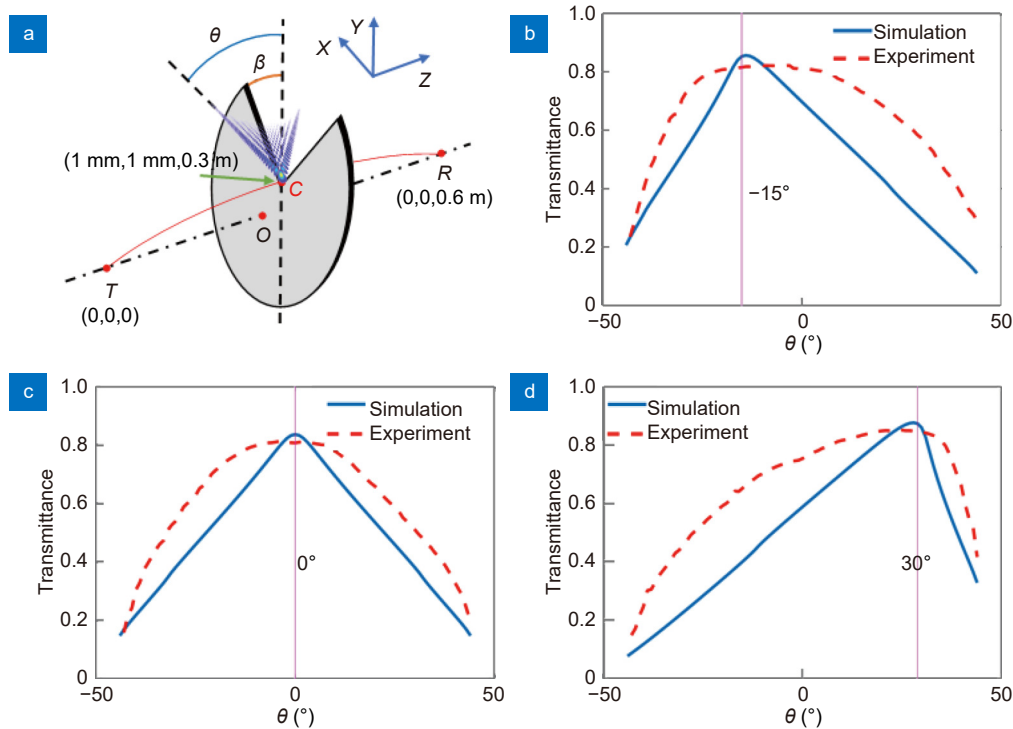 a
θ
β
Y
X
Z
(1 mm,1 mm,0.3 m)
C
R
(0,0,0.6 m)
O
T
(0,0,0)
b
1.0
0.8
0.6
0.4
0.2
0
Transmittance
Simulation
Experiment
−15°
−50
0
50
θ (°)
c
1.0
0.8
0.6
0.4
0.2
0
Transmittance
Simulation
Experiment
0°
−50
0
50
θ (°)
d
1.0
0.8
0.6
0.4
0.2
0
Transmittance
Simulation
Experiment
30°
−50
0
50
θ (°)